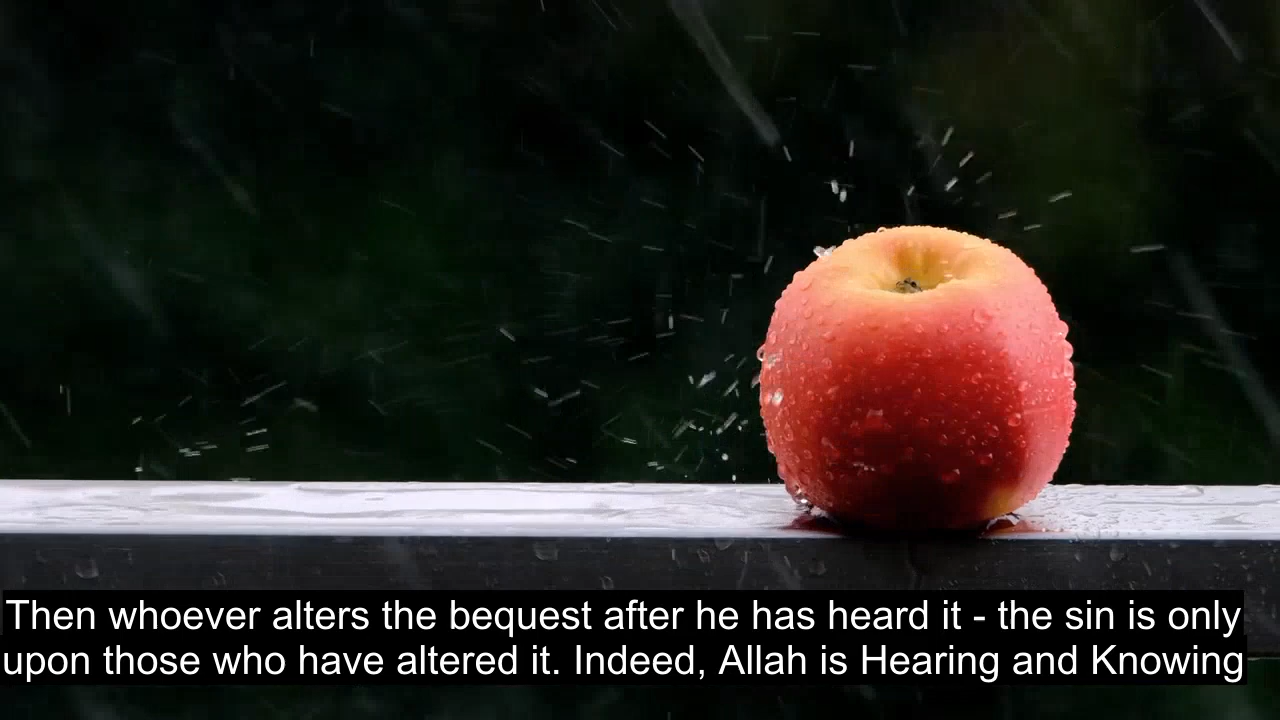 Then whoever alters the bequest after he has heard it - the sin is only
upon those who have altered it. Indeed, Allah is Hearing and Knowing